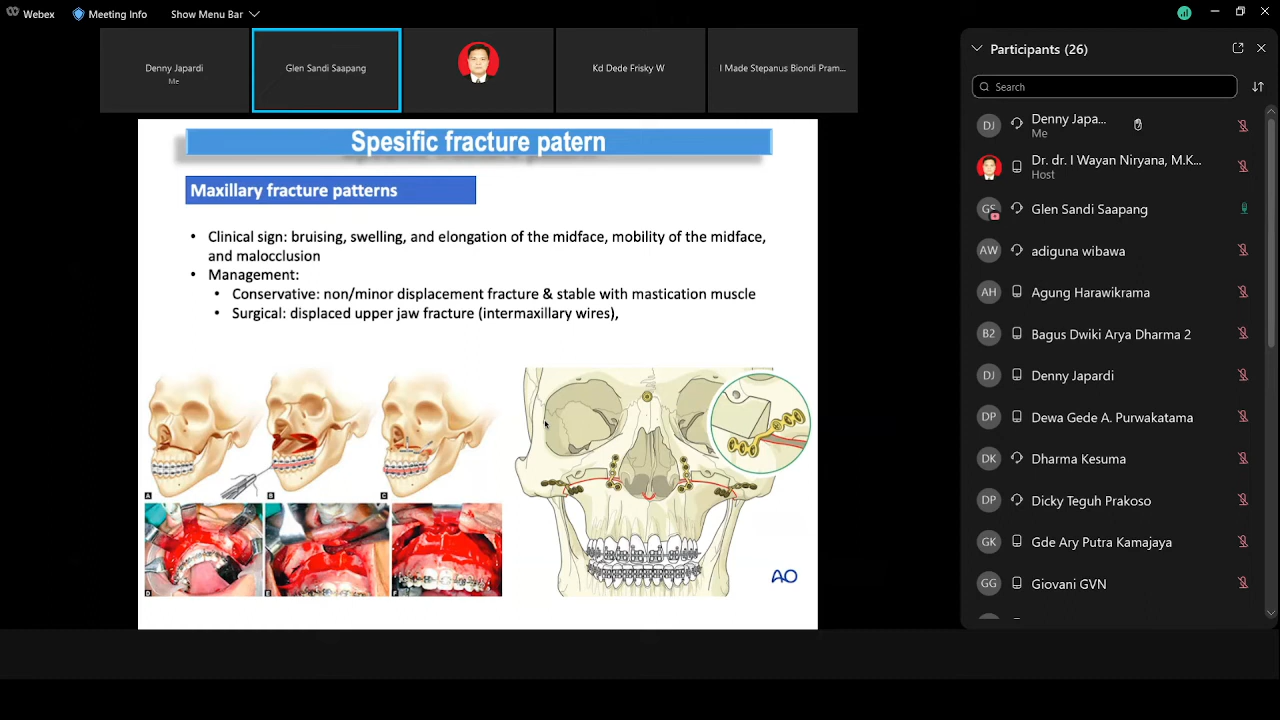 Webex
Meeting Info
Show Menu Bar
Denny Japardi
Me
Glen Sandi Saapang
Kd Dede Frisky W
I Made Stepanus Biondi Pram...
Participants (26)
Search
DJ
Denny Japa...
Me
Dr. dr. I Wayan Niryana, M.K...
Host
GS
Glen Sandi Saapang
AW
adiguna wibawa
AH
Agung Harawikrama
B2
Bagus Dwiki Arya Dharma 2
DJ
Denny Japardi
DP
Dewa Gede A. Purwakatama
DK
Dharma Kesuma
DP
Dicky Teguh Prakoso
GK
Gde Ary Putra Kamajaya
GG
Giovani GVN
Spesific fracture patern
Maxillary fracture patterns
• Clinical sign: bruising, swelling, and elongation of the midface, mobility of the midface,
and malocclusion
• Management:
• Conservative: non/minor displacement fracture & stable with mastication muscle
• Surgical: displaced upper jaw fracture (intermaxillary wires),
A
B
C
D
E
F
AO